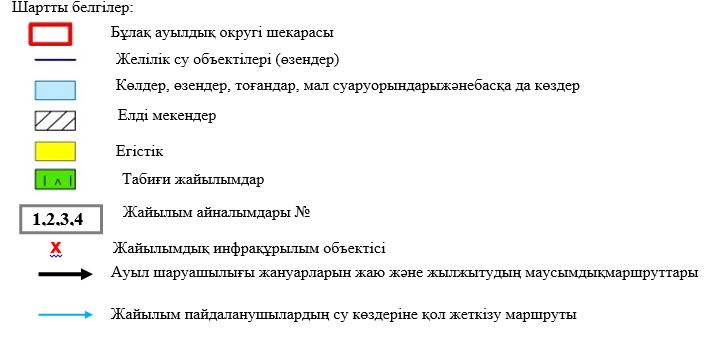 Шартты белгілер:
Бұлақ ауылдық округі шекарасы
Желілік су объектілері (өзендер)
Көлдер, өзендер, тоғандар, мал суаруорындарыжәнебасқа да көздер
Елді мекендер
Егістік
Табиғи жайылымдар
1,2,3,4 Жайылым айналымдары №
X Жайылымдық инфрақұрылым объектісі
Ауыл шаруашылығы жануарларын жаю және жылжытудың маусымдықмаршруттары
Жайылым пайдаланушылардың су көздеріне қол жеткізу маршруты